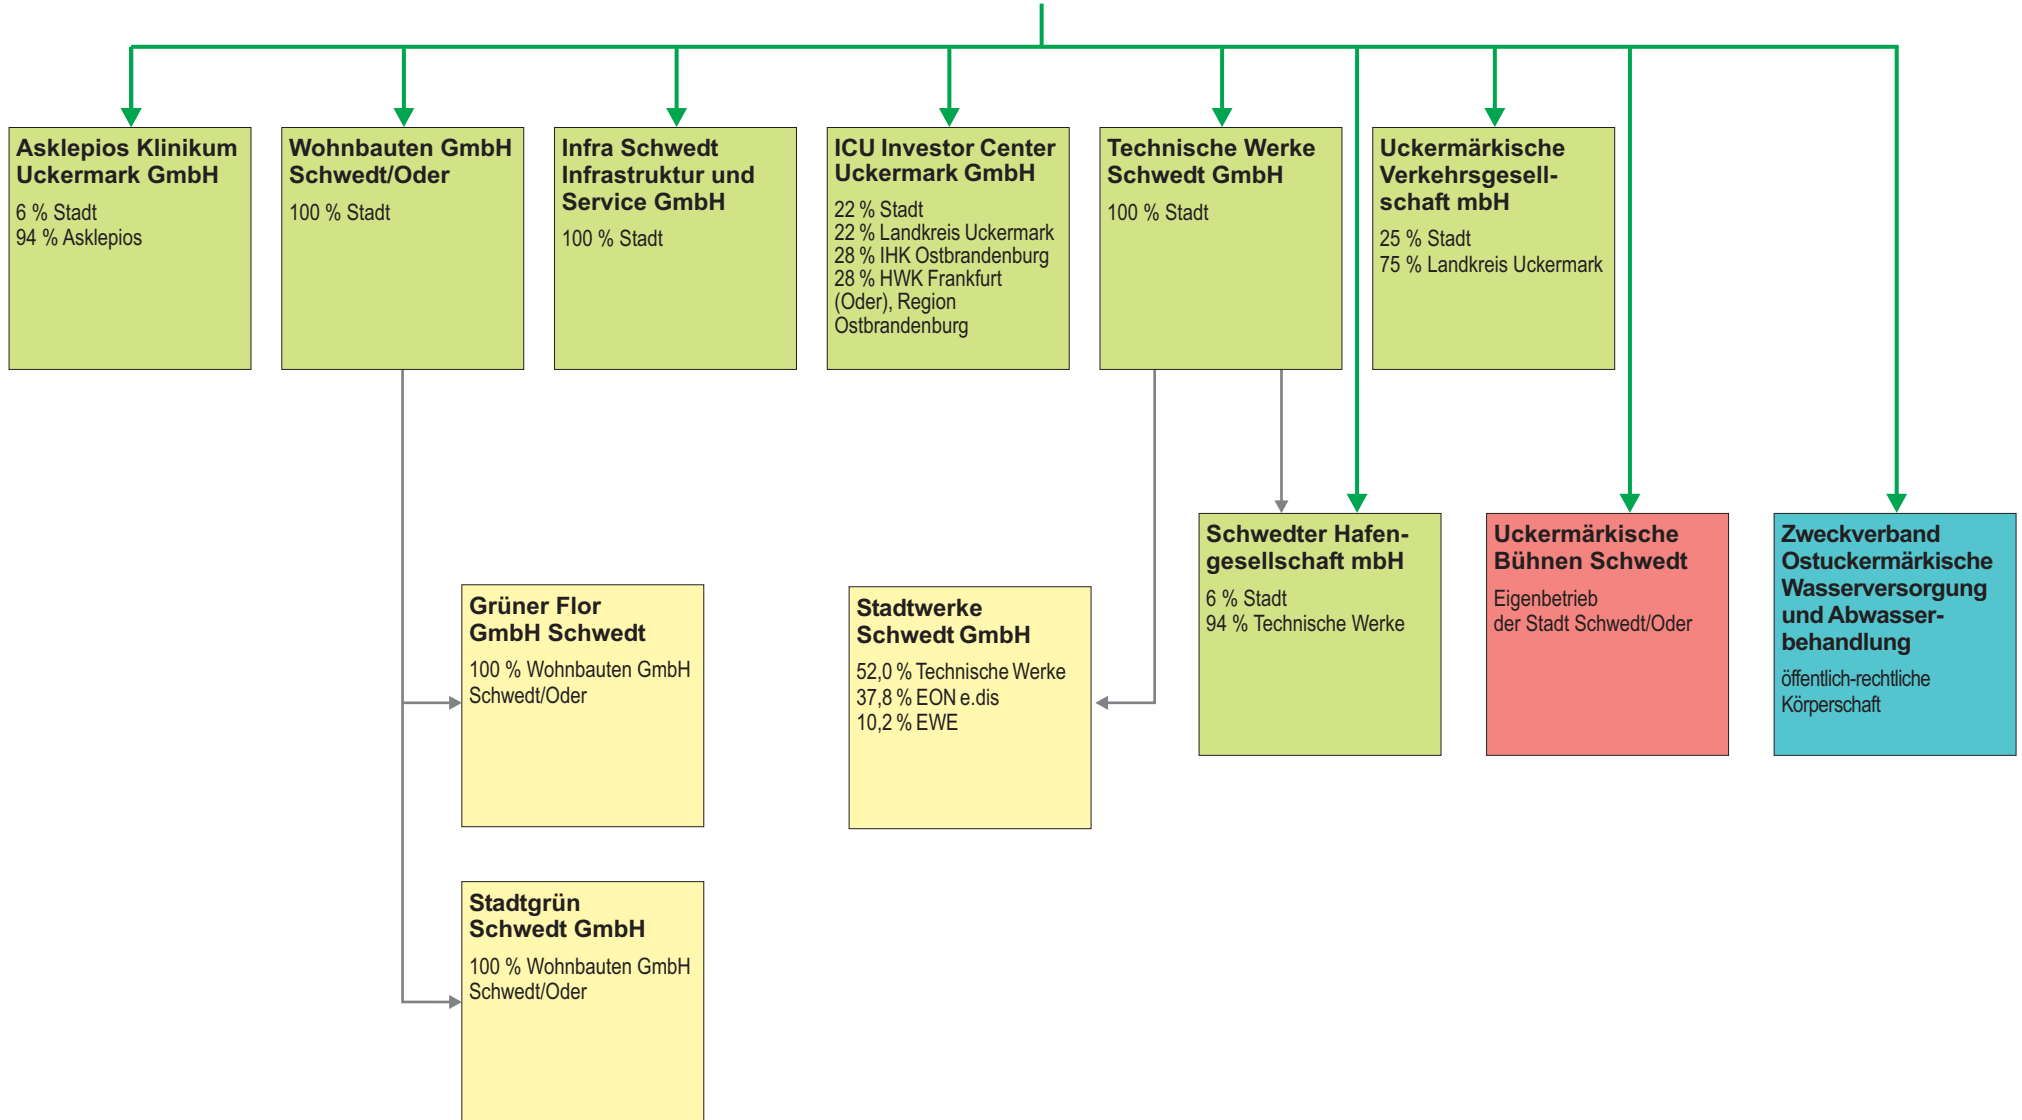 Asklepios Klinikum
Uckermark GmbH
6 % Stadt
94 % Asklepios
Wohnbauten GmbH
Schwedt/Oder
100 % Stadt
Infra Schwedt
Infrastruktur und
Service GmbH
100 % Stadt
ICU Investor Center
Uckermark GmbH
22 % Stadt
22 % Landkreis Uckermark
28 % IHK Ostbrandenburg
28 % HWK Frankfurt
(Oder), Region
Ostbrandenburg
Technische Werke
Schwedt GmbH
100 % Stadt
Uckermärkische
Verkehrsgesell-
schaft mbH
25 % Stadt
75 % Landkreis Uckermark
Schwedter Hafen-
gesellschaft mbH
6 % Stadt
94 % Technische Werke
Uckermärkische
Bühnen Schwedt
Eigenbetrieb
der Stadt Schwedt/Oder
Zweckverband
Ostuckermärkische
Wasserversorgung
und Abwasser-
behandlung
öffentlich-rechtliche
Körperschaft
Grüner Flor
GmbH Schwedt
100 % Wohnbauten GmbH
Schwedt/Oder
Stadtwerke
Schwedt GmbH
52,0 % Technische Werke
37,8 % EON e.dis
10,2 % EWE
Stadtgrün
Schwedt GmbH
100 % Wohnbauten GmbH
Schwedt/Oder